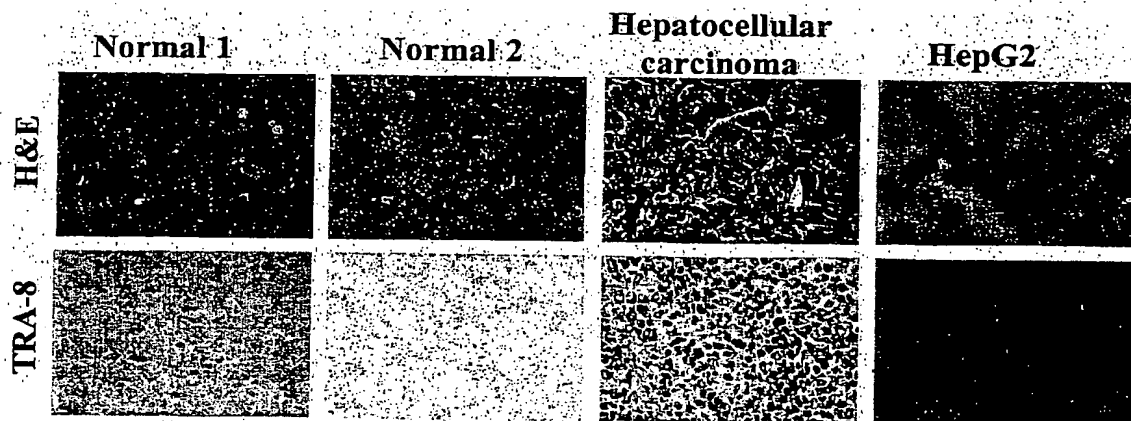 Normal 1
Normal 2
Hepatocellular
carcinoma
HepG2
H&E
TRA-8